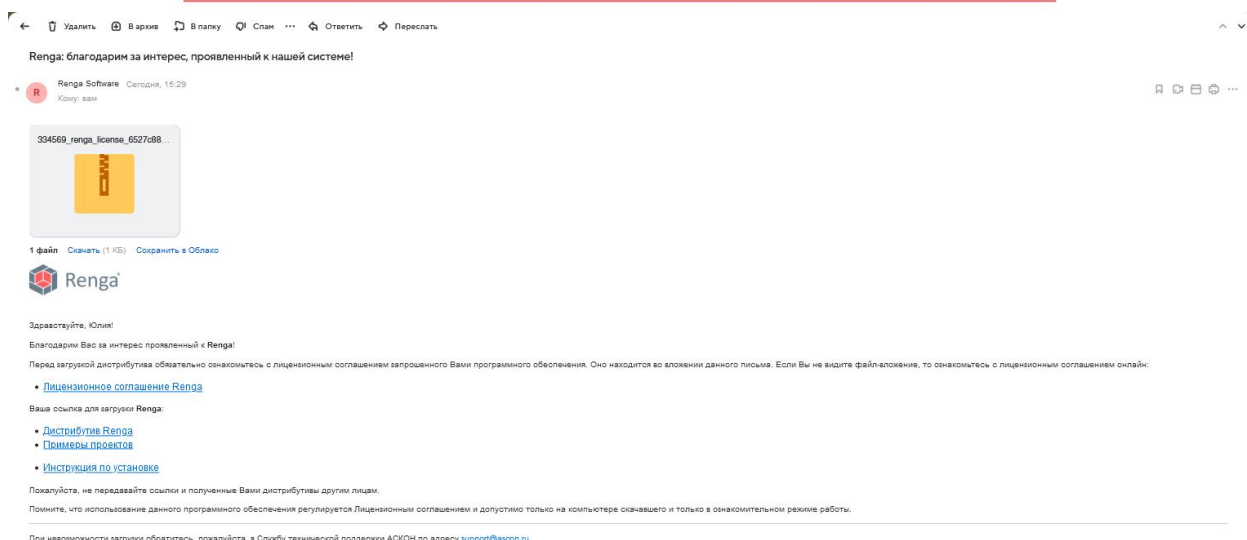 Удалить В архив В папку Спам ... Ответить Переслать
Renga: благодарим за интерес, проявленный к нашей системе!
R Renga Software Сегодня, 15:29
Кому: вам
334569_renga_license_6527c88...
1 файл Скачать (1 КБ) Сохранить в Облако
Renga
Здравствуйте, Юлия!
Благодарим Вас за интерес проявленный к Renga!
Перед загрузкой дистрибутива обязательно ознакомьтесь с лицензионным соглашением запрошенного Вами программного обеспечения. Оно находится во вложении данного письма. Если Вы не видите файл-вложение, то ознакомьтесь с лицензионным соглашением онлайн:
• Лицензионное соглашение Renga
Ваша ссылка для загрузки Renga:
• Дистрибутив Renga
• Примеры проектов
• Инструкция по установке
Пожалуйста, не передавайте ссылки и полученные Вами дистрибутивы другим лицам.
Помните, что использование данного программного обеспечения регулируется Лицензионным соглашением и допустимо только на компьютере скачавшего и только в ознакомительном режиме работы.
При невозможности загрузки обратитесь, пожалуйста, в Службу технической поддержки АСКОН по адресу support@ascon.ru